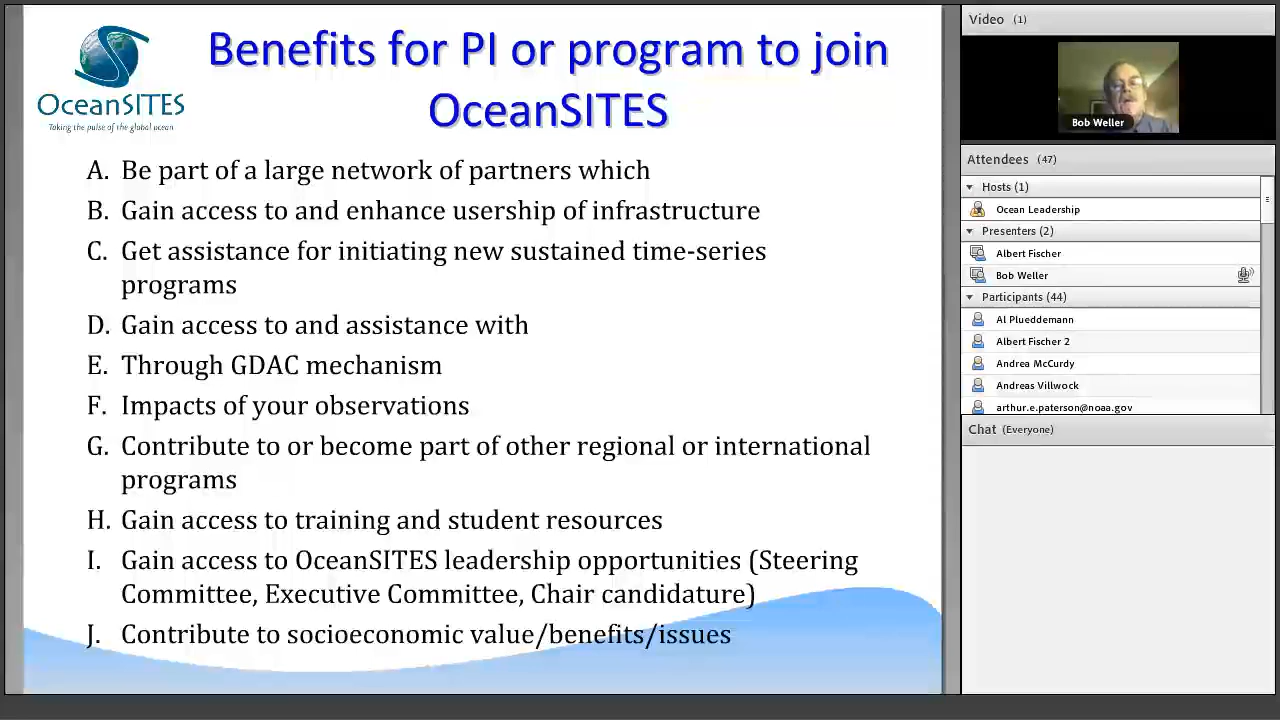 OceanSITES
Taking the pulse of the global ocean
Benefits for PI or program to join
OceanSITES
A. Be part of a large network of partners which
B. Gain access to and enhance usership of infrastructure
C. Get assistance for initiating new sustained time-series
programs
D. Gain access to and assistance with
E. Through GDAC mechanism
F. Impacts of your observations
G. Contribute to or become part of other regional or international
programs
H. Gain access to training and student resources
I. Gain access to OceanSITES leadership opportunities (Steering
Committee, Executive Committee, Chair candidature)
J. Contribute to socioeconomic value/benefits/issues
Video (1)
Bob Weller
Attendees (47)
Hosts (1)
Ocean Leadership
Presenters (2)
Albert Fischer
Bob Weller
Participants (44)
Al Plueddemann
Albert Fischer 2
Andrea McCurdy
Andreas Villwock
arthur.e.paterson@noaa.gov
Chat (Everyone)